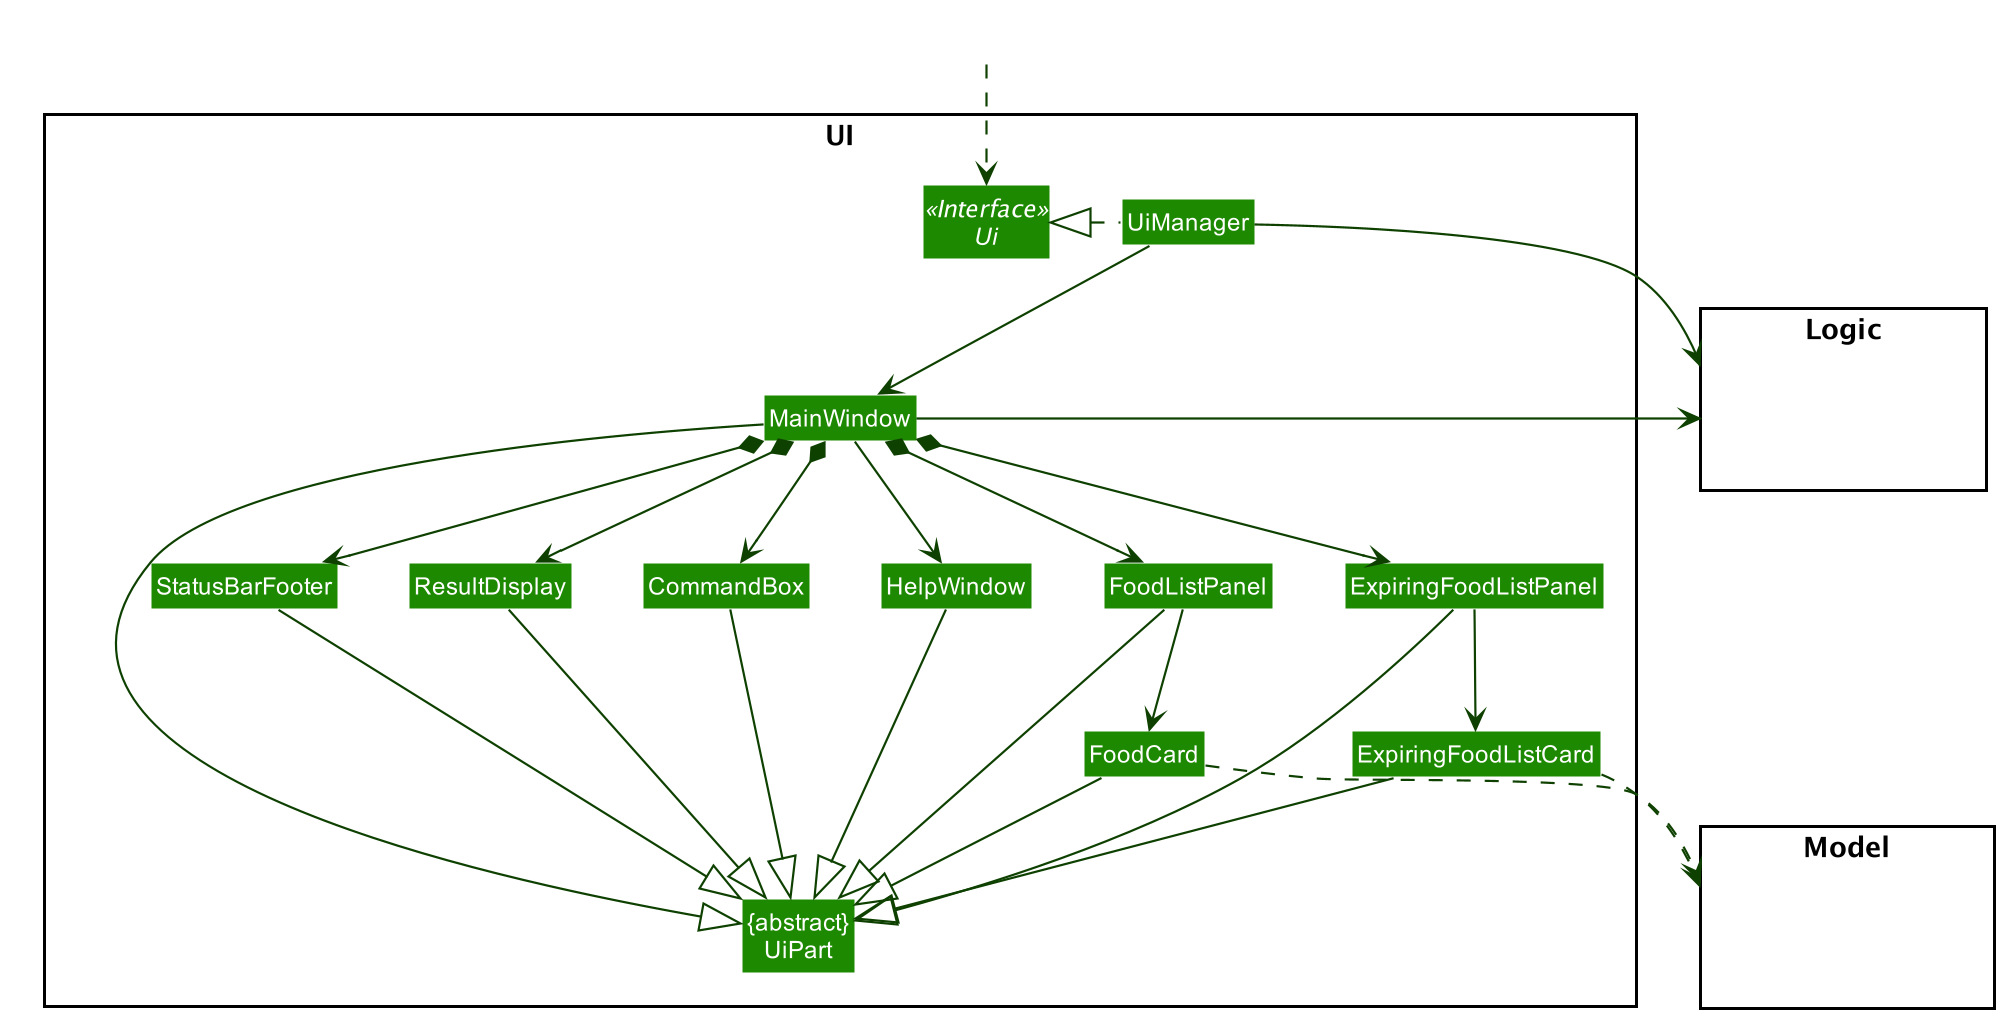 UI
«Interface»
Ui
UiManager
Logic
MainWindow
StatusBarFooter
ResultDisplay
CommandBox
HelpWindow
FoodListPanel
ExpiringFoodListPanel
FoodCard
ExpiringFoodListCard
Model
{abstract}
UiPart